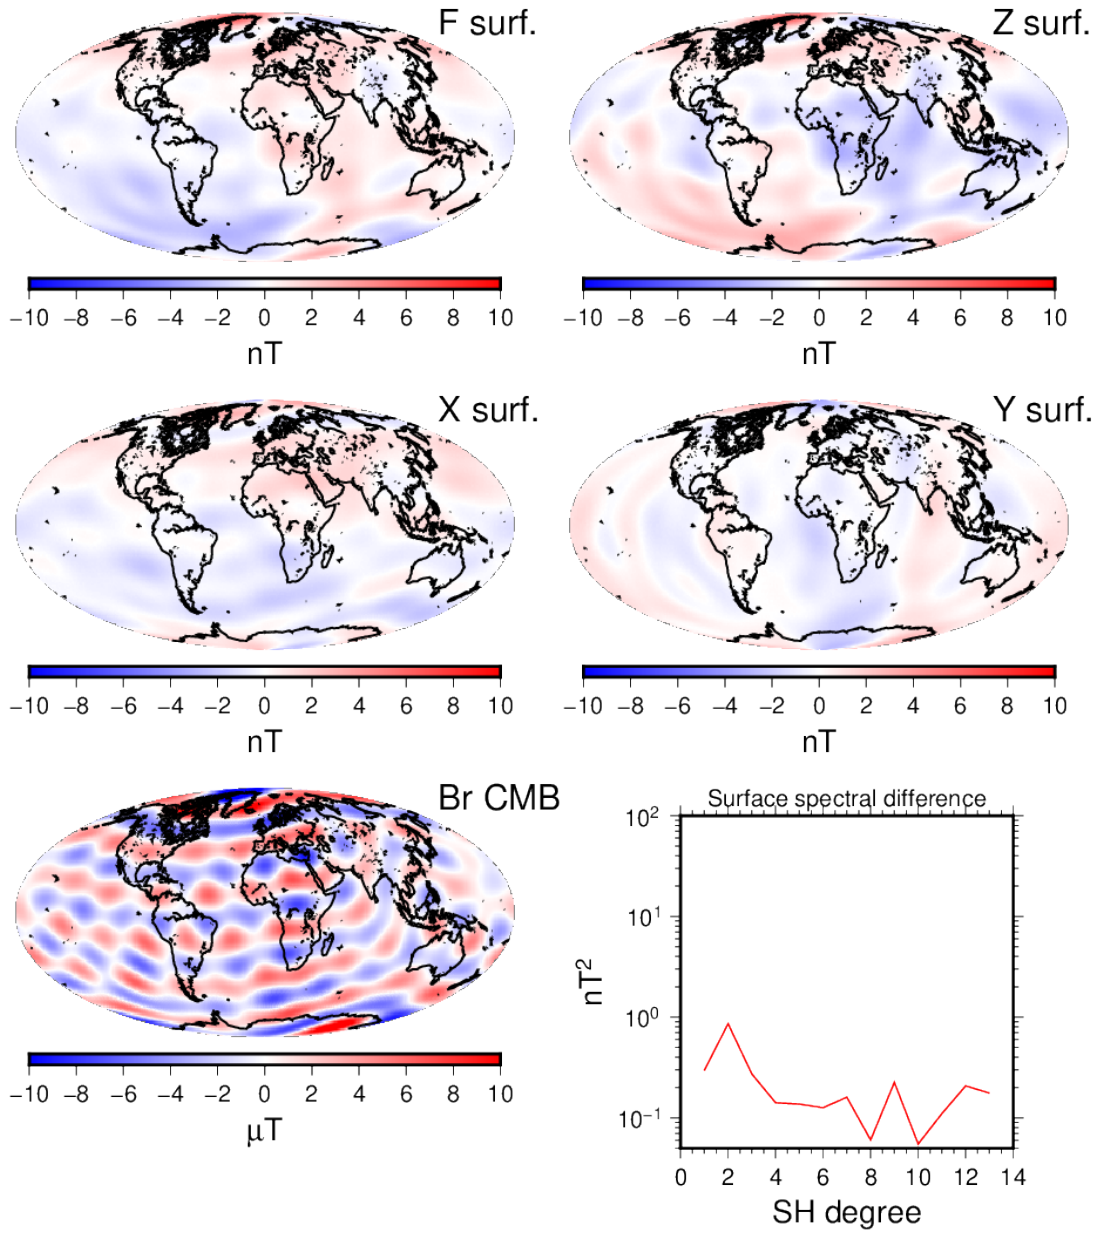 F surf.
Z surf.
−10 −8 −6 −4 −2 0 2 4 6 8 10
nT
−10 −8 −6 −4 −2 0 2 4 6 8 10
nT
X surf.
Y surf.
−10 −8 −6 −4 −2 0 2 4 6 8 10
nT
−10 −8 −6 −4 −2 0 2 4 6 8 10
nT
Br CMB
−10 −8 −6 −4 −2 0 2 4 6 8 10
μT
Surface spectral difference
10²
10¹
10⁰
10⁻¹
nT²
0 2 4 6 8 10 12 14
SH degree